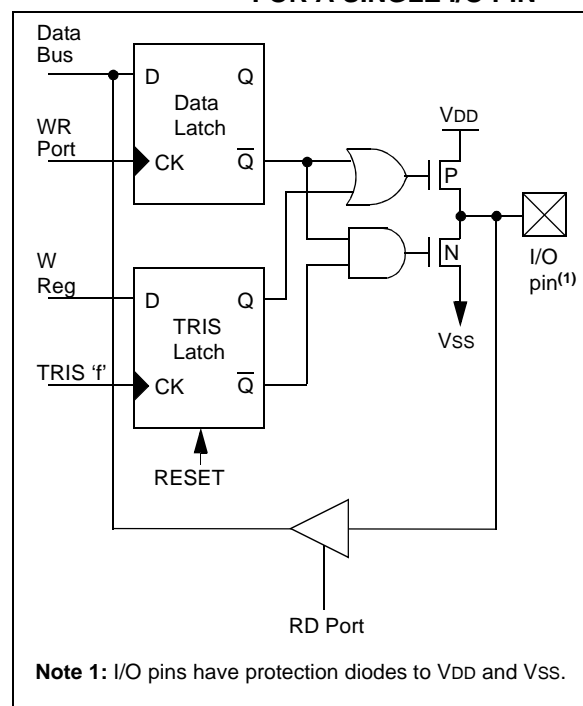 FOR A SINGLE I/O PIN
Data
Bus
D
Q
Data
Latch
WR
Port
CK
Q
VDD
P
N
I/O
pin(1)
VSS
W
Reg
D
Q
TRIS
Latch
TRIS 'f'
CK
Q
RESET
RD Port
Note 1: I/O pins have protection diodes to VDD and VSS.